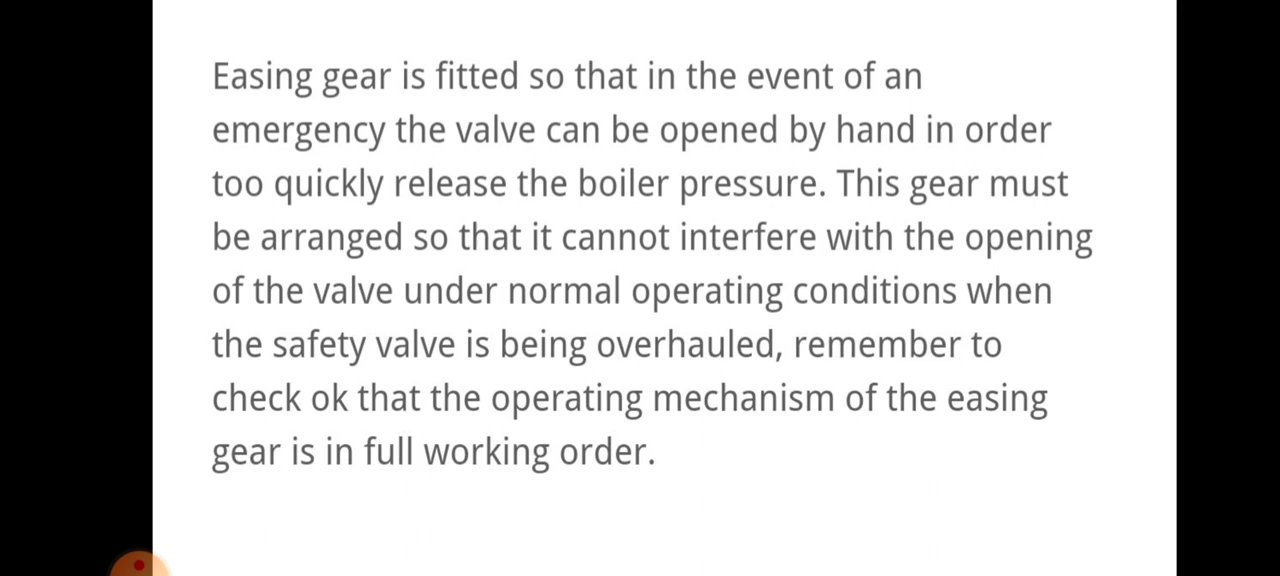 Easing gear is fitted so that in the event of an
emergency the valve can be opened by hand in order
too quickly release the boiler pressure. This gear must
be arranged so that it cannot interfere with the opening
of the valve under normal operating conditions when
the safety valve is being overhauled, remember to
check ok that the operating mechanism of the easing
gear is in full working order.